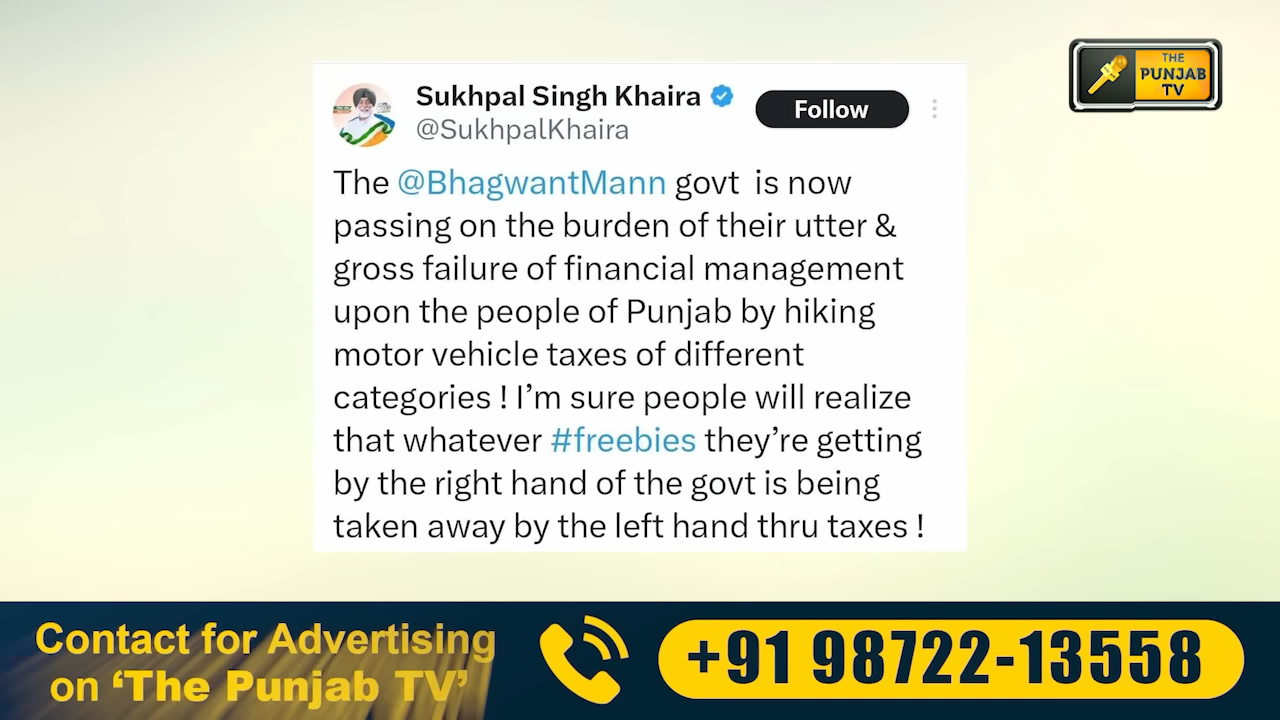 THE
PUNJAB
TV
Sukhpal Singh Khaira
@SukhpalKhaira
Follow
The @BhagwantMann govt is now
passing on the burden of their utter &
gross failure of financial management
upon the people of Punjab by hiking
motor vehicle taxes of different
categories ! I’m sure people will realize
that whatever #freebies they’re getting
by the right hand of the govt is being
taken away by the left hand thru taxes !
Contact for Advertising
on ‘The Punjab TV’
+91 98722-13558